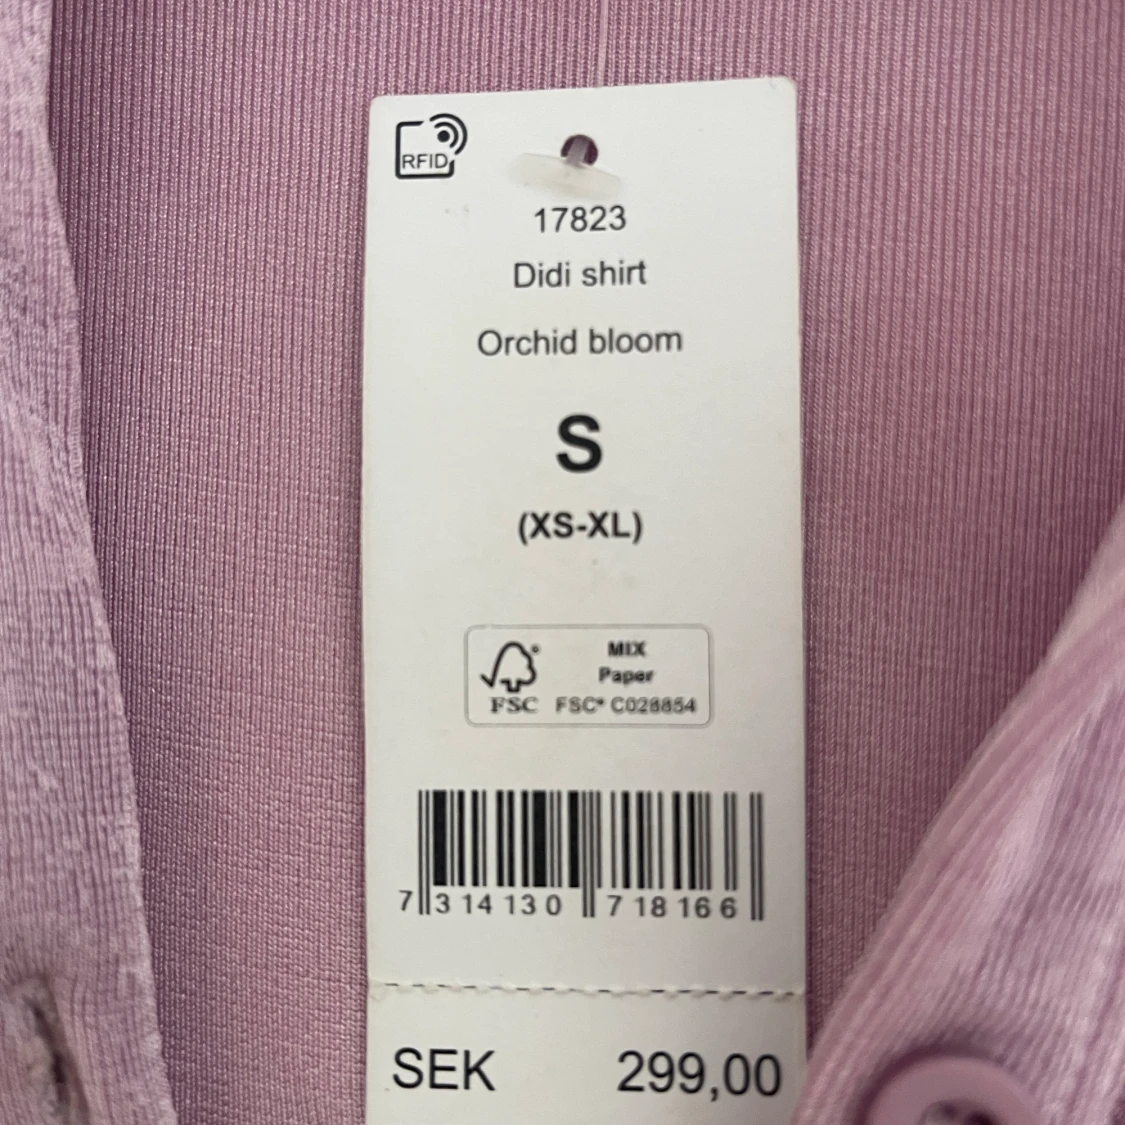 RFID
17823
Didi shirt
Orchid bloom
S
(XS-XL)
MIX
Paper
FSC FSC® C028854
7 314130 718166
SEK 299,00